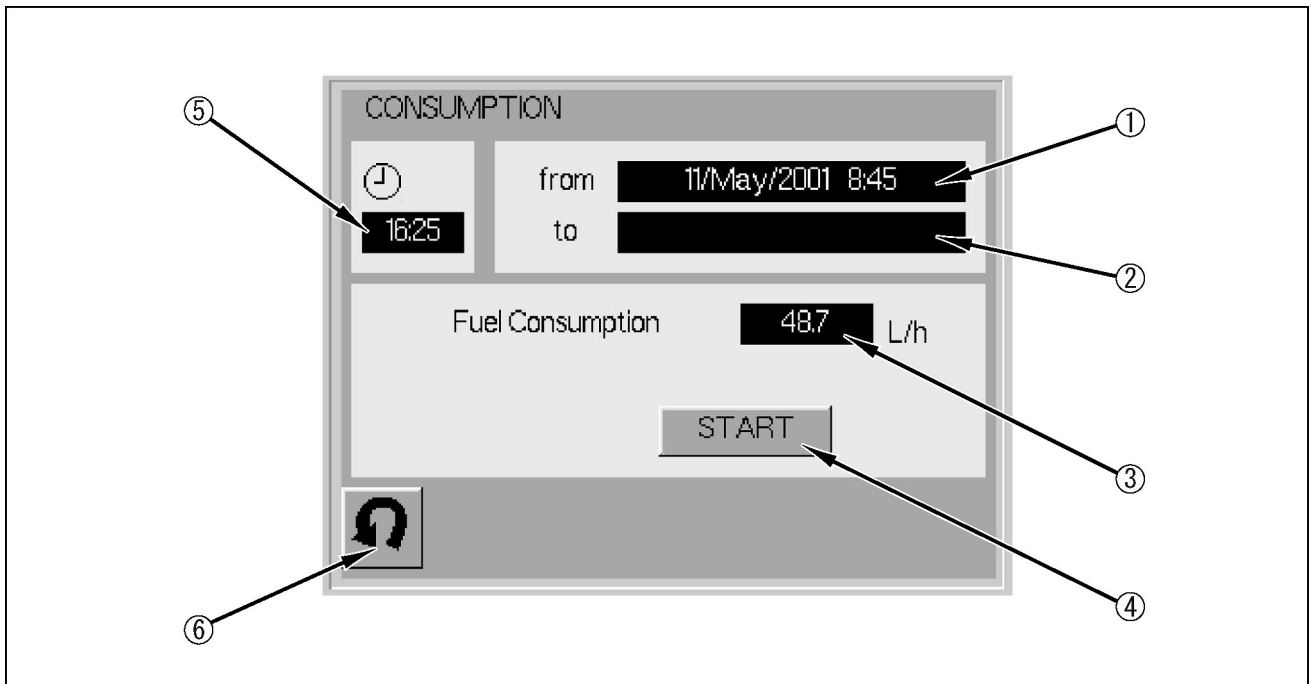 CONSUMPTION
⑤
①
from 11/May/2001 8:45
16:25
to
②
Fuel Consumption 48.7 L/h
START
③
④
⑥